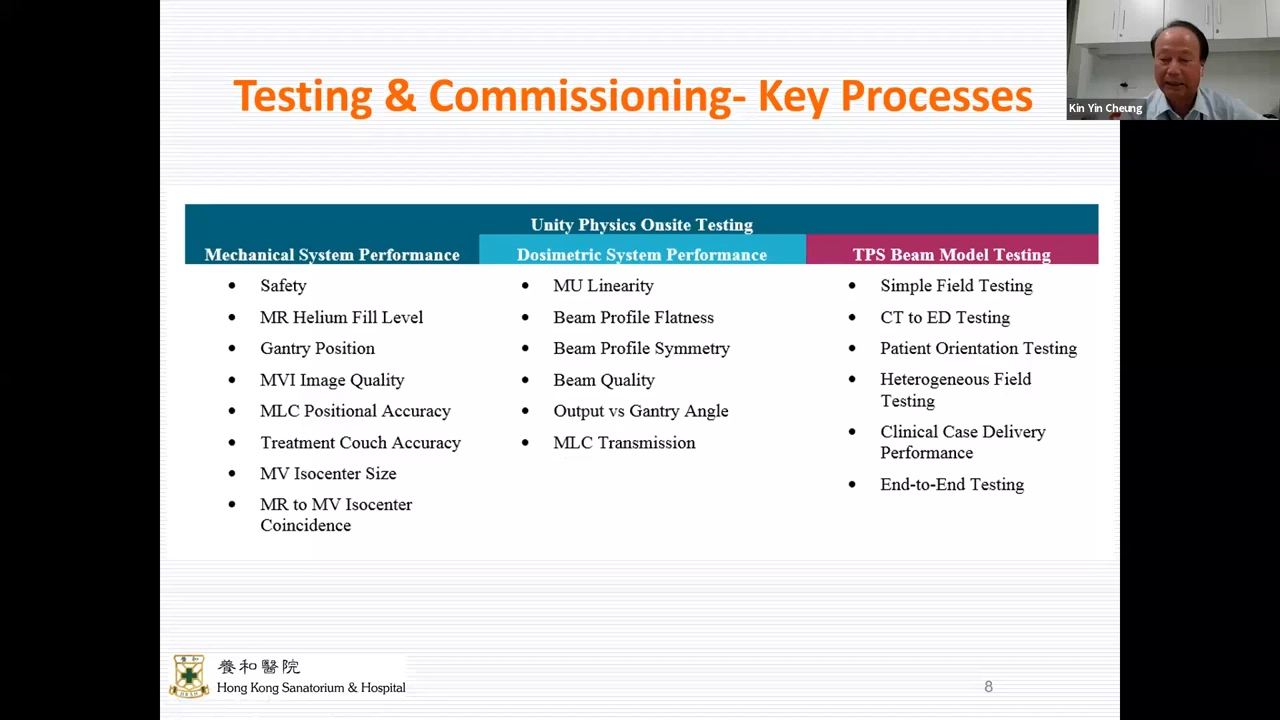 Testing & Commissioning- Key Processes
Kin Yin Cheung
Unity Physics Onsite Testing
Mechanical System Performance
Dosimetric System Performance
TPS Beam Model Testing
• Safety
• MR Helium Fill Level
• Gantry Position
• MVI Image Quality
• MLC Positional Accuracy
• Treatment Couch Accuracy
• MV Isocenter Size
• MR to MV Isocenter
Coincidence
• MU Linearity
• Beam Profile Flatness
• Beam Profile Symmetry
• Beam Quality
• Output vs Gantry Angle
• MLC Transmission
• Simple Field Testing
• CT to ED Testing
• Patient Orientation Testing
• Heterogeneous Field
Testing
• Clinical Case Delivery
Performance
• End-to-End Testing
養和醫院
Hong Kong Sanatorium & Hospital
8